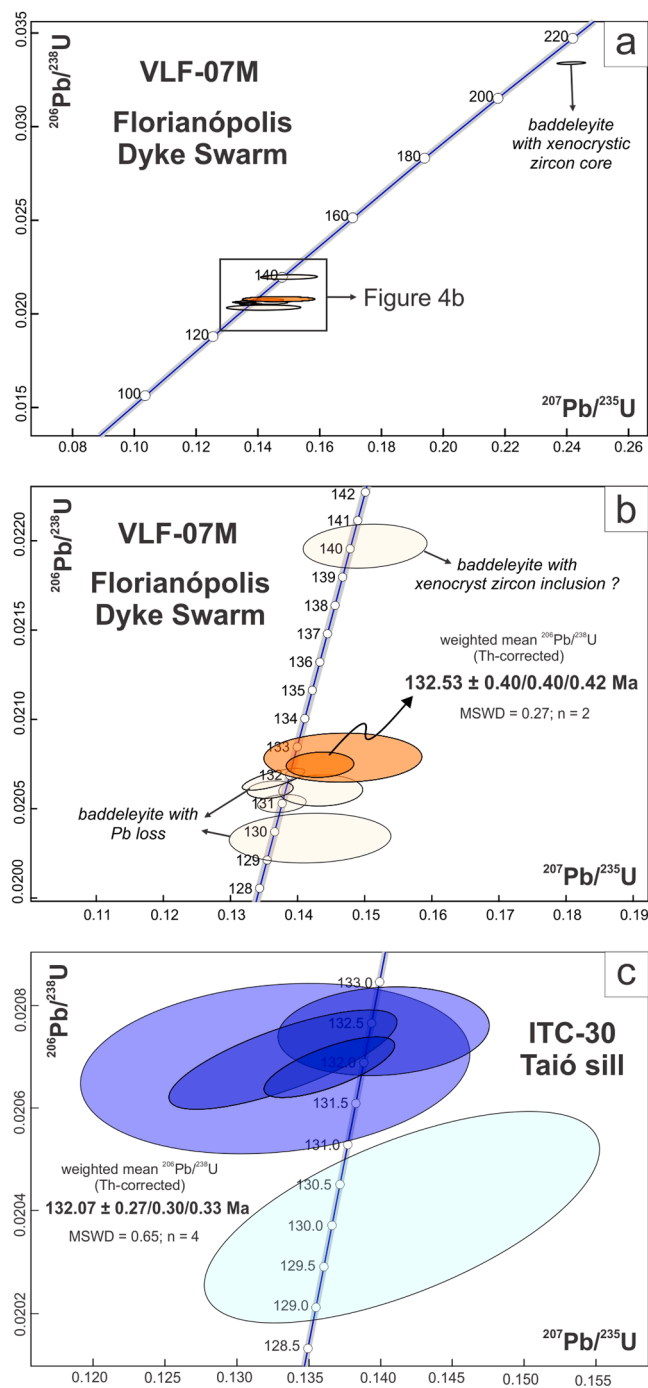 a
VLF-07M
Florianópolis
Dyke Swarm
²⁰⁶Pb/²³⁸U
0.035
0.030
0.025
0.020
0.015
220
200
180
160
140
120
100
baddeleyite
with xenocrystic
zircon core
Figure 4b
²⁰⁷Pb/²³⁵U
0.08 0.10 0.12 0.14 0.16 0.18 0.20 0.22 0.24 0.26
b
VLF-07M
Florianópolis
Dyke Swarm
²⁰⁶Pb/²³⁸U
0.0220
0.0215
0.0210
0.0205
0.0200
142
141
140
139
138
137
136
135
134
133
132
131
130
129
128
baddeleyite with
xenocryst zircon inclusion ?
weighted mean ²⁰⁶Pb/²³⁸U
(Th-corrected)
132.53 ± 0.40/0.40/0.42 Ma
MSWD = 0.27; n = 2
baddeleyite with
Pb loss
²⁰⁷Pb/²³⁵U
0.11 0.12 0.13 0.14 0.15 0.16 0.17 0.18 0.19
c
ITC-30
Taió sill
²⁰⁶Pb/²³⁸U
0.0208
0.0206
0.0204
0.0202
133.0
132.5
132.0
131.5
131.0
130.5
130.0
129.5
129.0
128.5
weighted mean ²⁰⁶Pb/²³⁸U
(Th-corrected)
132.07 ± 0.27/0.30/0.33 Ma
MSWD = 0.65; n = 4
²⁰⁷Pb/²³⁵U
0.120 0.125 0.130 0.135 0.140 0.145 0.150 0.155